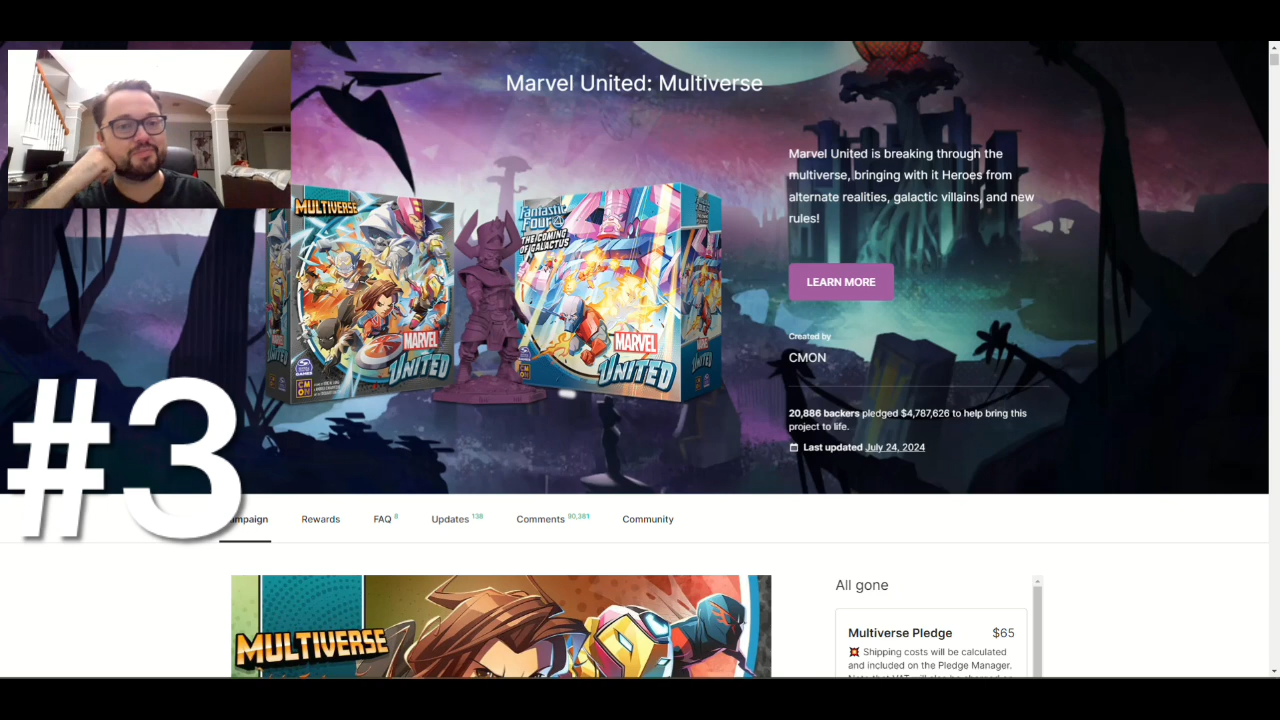 Marvel United: Multiverse
Marvel United is breaking through the
multiverse, bringing with it Heroes from
alternate realities, galactic villains, and new
rules!
LEARN MORE
Created by
CMON
20,886 backers pledged $4,787,626 to help bring this
project to life.
Last updated July 24, 2024
MULTIVERSE
MARVEL
UNITED
FANTASTIC
FOUR
THE COMING
OF GALACTUS
MARVEL
UNITED
#3
mpaign
Rewards
FAQ 8
Updates 138
Comments 90,381
Community
MULTIVERSE
All gone
Multiverse Pledge $65
Shipping costs will be calculated
and included on the Pledge Manager.